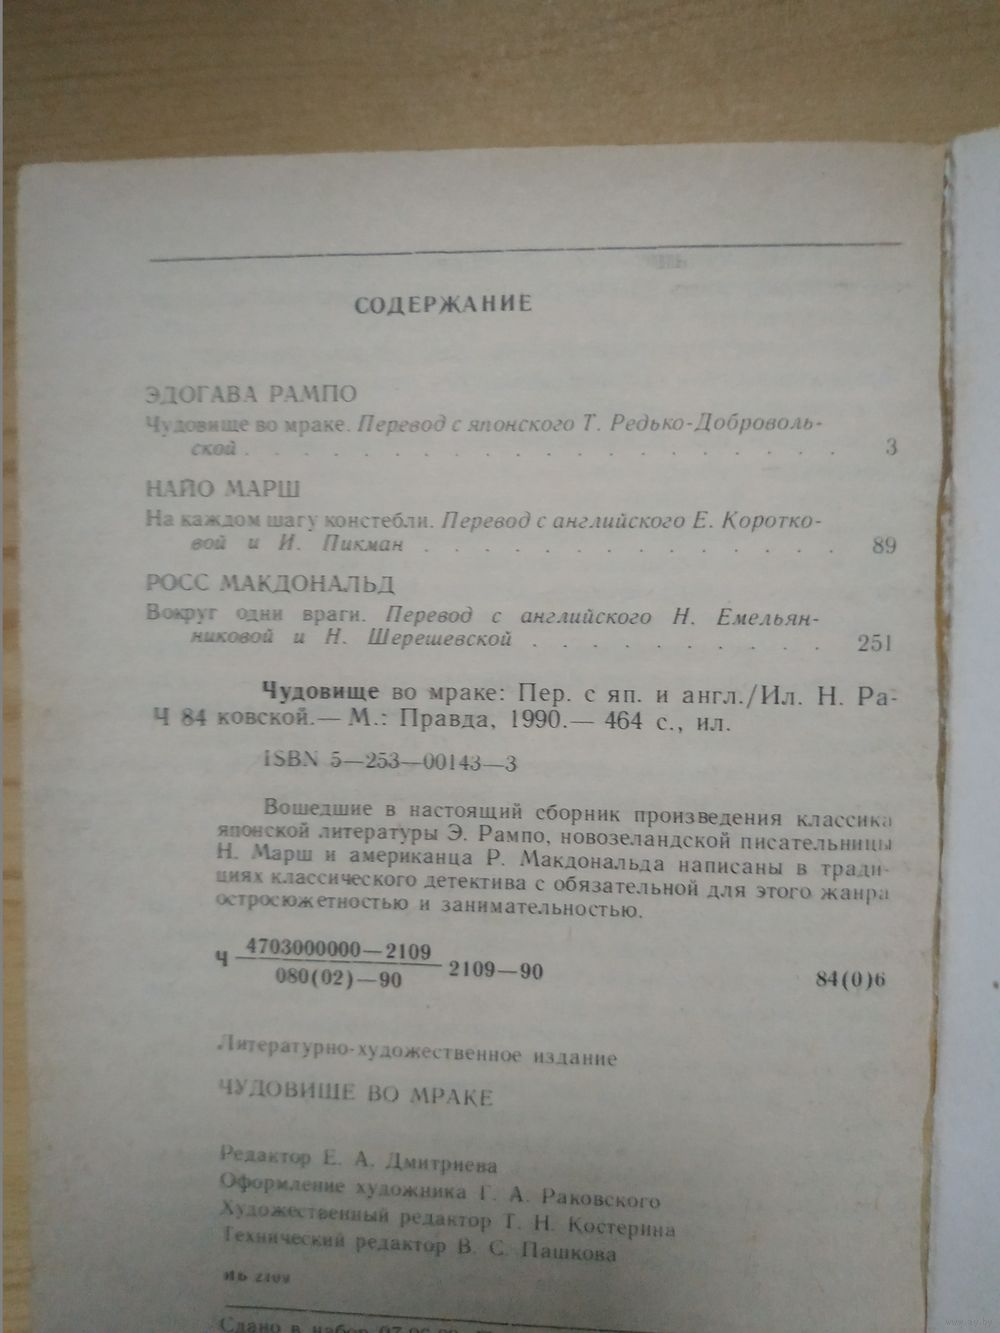 СОДЕРЖАНИЕ
ЭДОГАВА РАМПО
Чудовище во мраке. Перевод с японского Т. Редько-Доброволь-
ской . . . . . . . . . . . . . . . . . . . . 3
НАЙО МАРШ
На каждом шагу констебли. Перевод с английского Е. Коротко-
вой и И. Пикман . . . . . . . . . . . . . . . 89
РОСС МАКДОНАЛЬД
Вокруг одни враги. Перевод с английского Н. Емельян-
никовой и Н. Шерешевской . . . . . . . . . . 251
Чудовище во мраке: Пер. с яп. и англ./Ил. Н. Ра-
Ч 84 ковской.— М.: Правда, 1990.— 464 с., ил.
ISBN 5—253—00143—3
Вошедшие в настоящий сборник произведения классика
японской литературы Э. Рампо, новозеландской писательницы
Н. Марш и американца Р. Макдональда написаны в тради-
циях классического детектива с обязательной для этого жанра
остросюжетностью и занимательностью.
4703000000—2109
Ч 2109—90
080(02)—90 84(0)6
Литературно-художественное издание
ЧУДОВИЩЕ ВО МРАКЕ
Редактор Е. А. Дмитриева
Оформление художника Г. А. Раковского
Художественный редактор Т. Н. Костерина
Технический редактор В. С. Пашкова
ИБ 2109
Сдано в набор